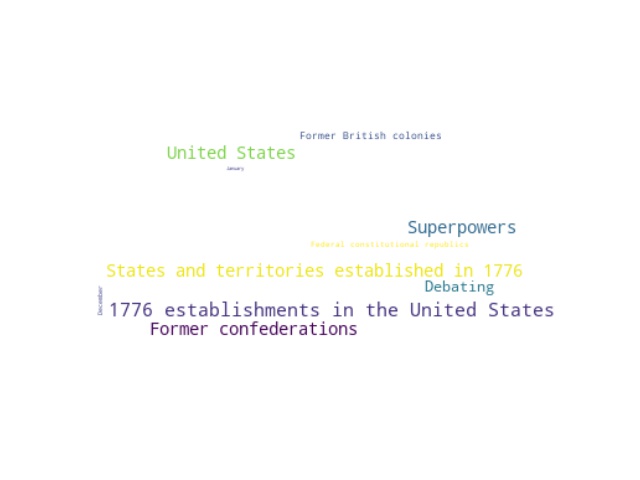 Former British colonies
United States
January
Superpowers
Federal constitutional republics
States and territories established in 1776
Debating
December
1776 establishments in the United States
Former confederations